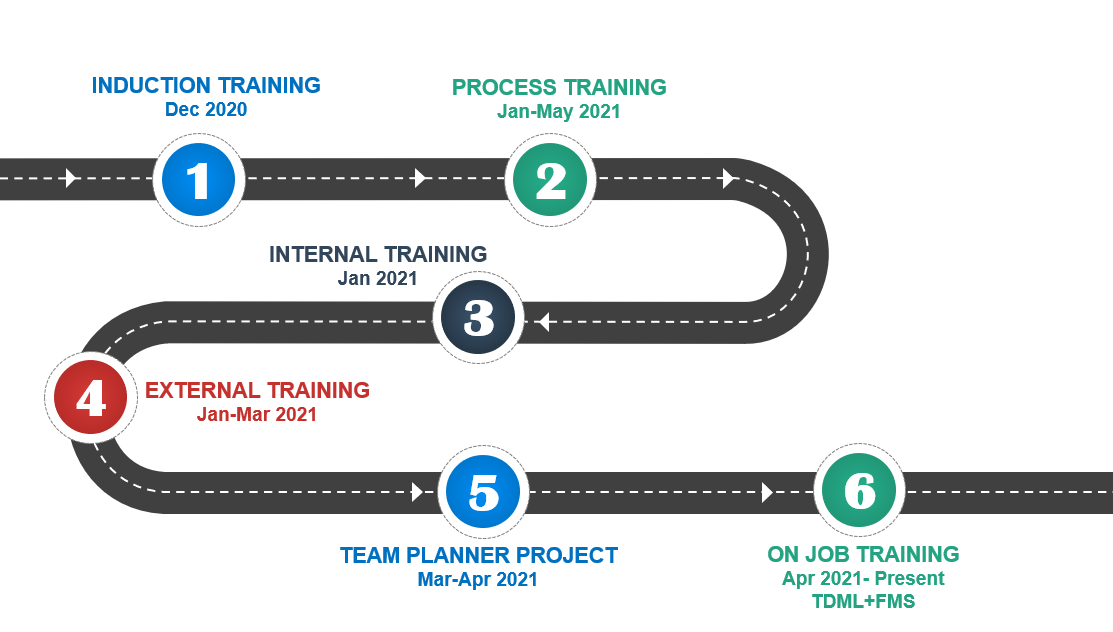 INDUCTION TRAINING
Dec 2020
1
PROCESS TRAINING
Jan-May 2021
2
INTERNAL TRAINING
Jan 2021
3
4
EXTERNAL TRAINING
Jan-Mar 2021
5
TEAM PLANNER PROJECT
Mar-Apr 2021
6
ON JOB TRAINING
Apr 2021- Present
TDML+FMS